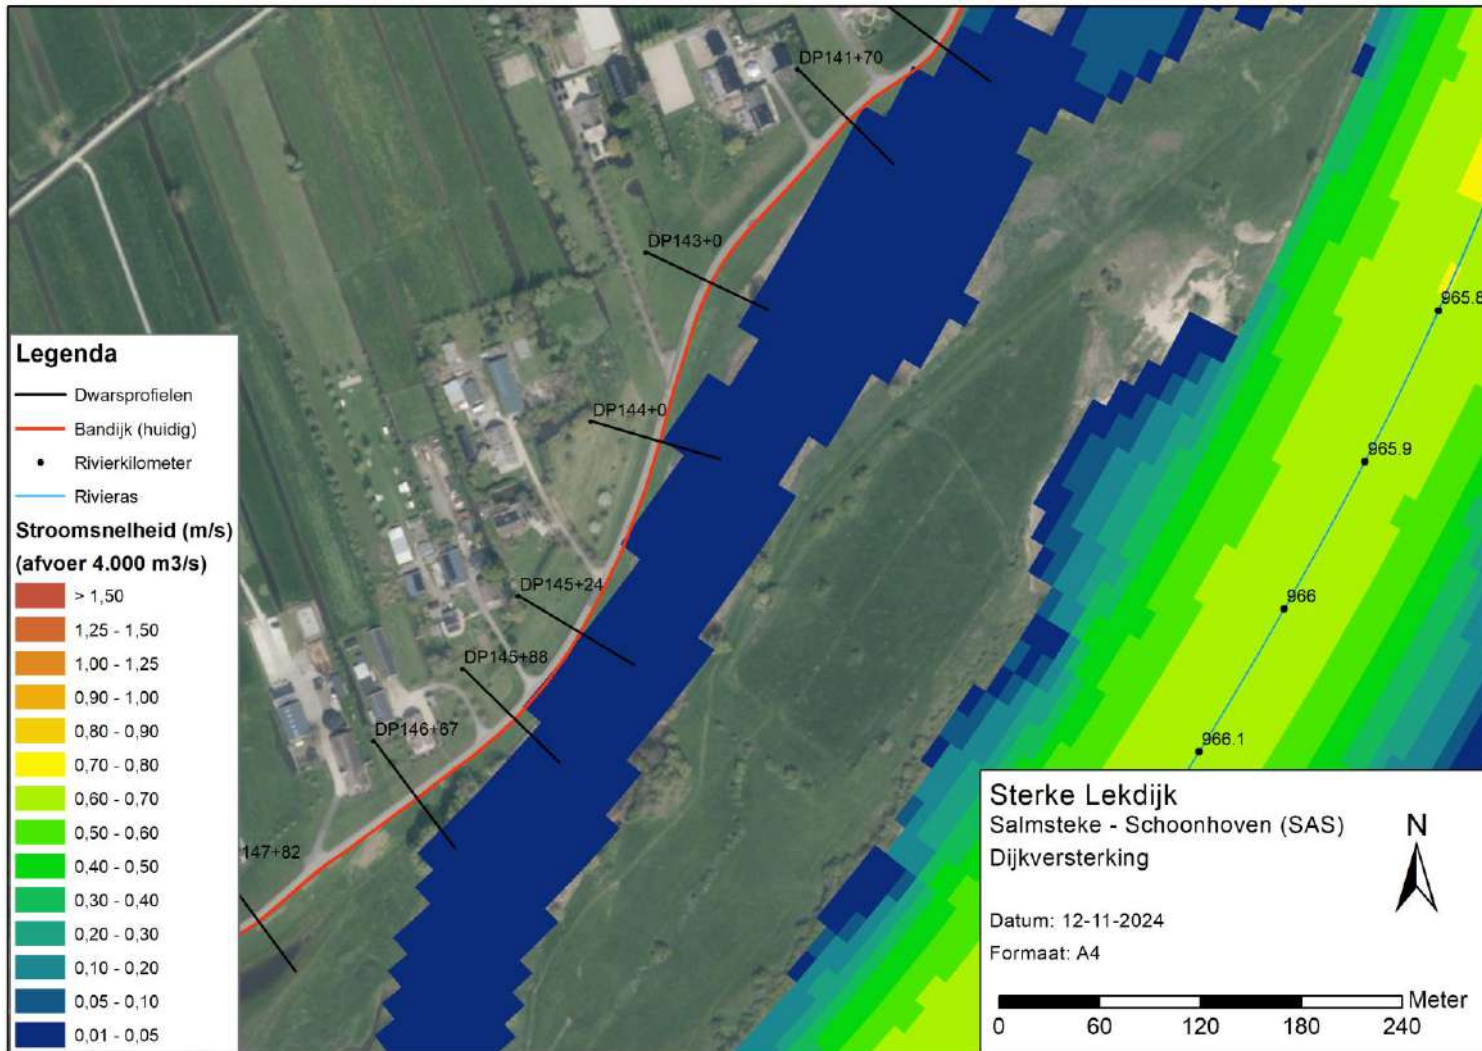 DP141+70
DP143+0
DP144+0
DP145+24
DP145+88
DP146+67
147+82
965.8
965.9
966
966.1
Legenda
Dwarsprofielen
Bandijk (huidig)
Rivierkilometer
Rivieras
Stroomsnelheid (m/s)
(afvoer 4.000 m3/s)
> 1,50
1,25 - 1,50
1,00 - 1,25
0,90 - 1,00
0,80 - 0,90
0,70 - 0,80
0,60 - 0,70
0,50 - 0,60
0,40 - 0,50
0,30 - 0,40
0,20 - 0,30
0,10 - 0,20
0,05 - 0,10
0,01 - 0,05
Sterke Lekdijk
Salmsteke - Schoonhoven (SAS)
Dijkversterking
N
Datum: 12-11-2024
Formaat: A4
Meter
0 60 120 180 240